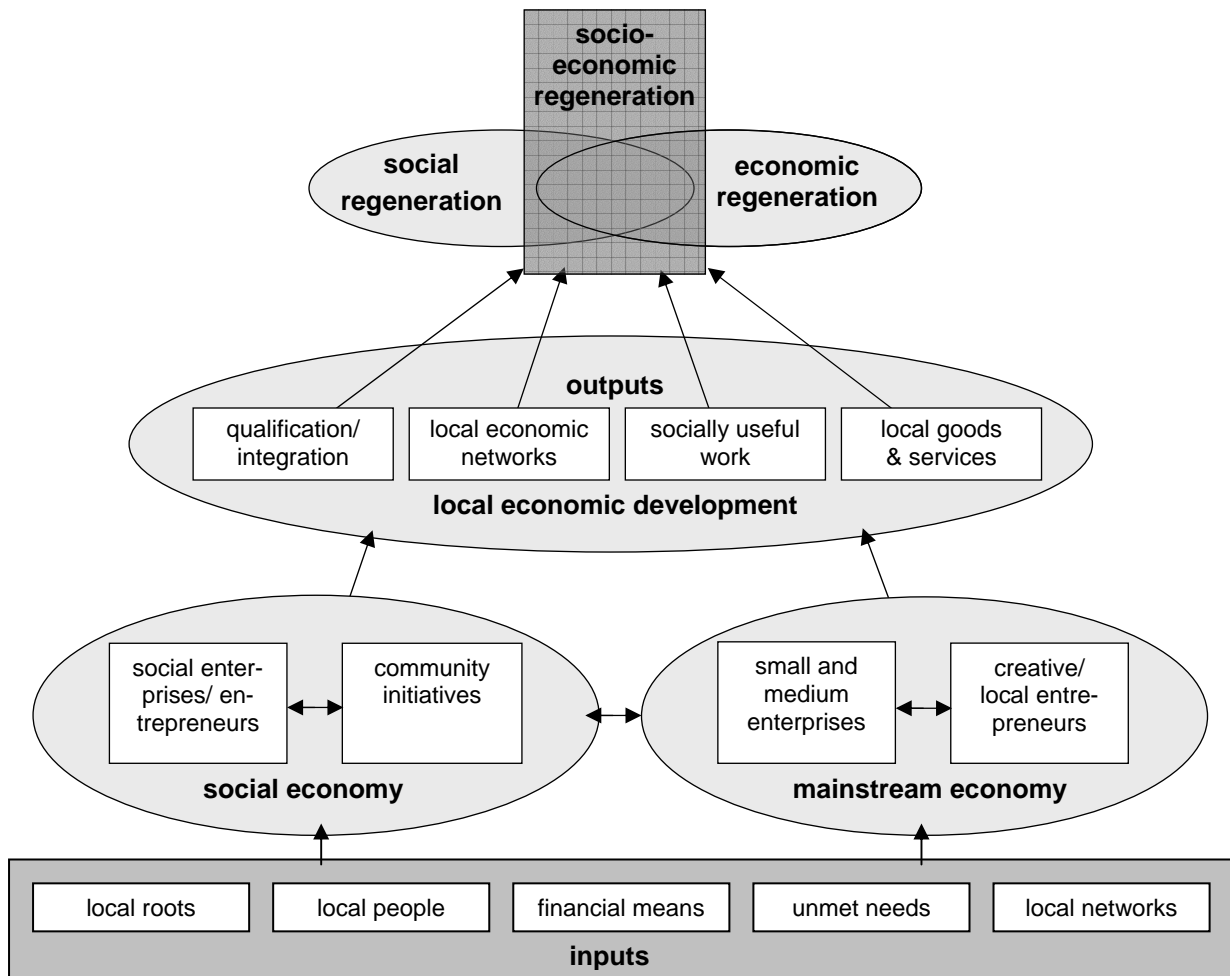 socio-
economic
regeneration
social
regeneration
economic
regeneration
outputs
qualification/
integration
local economic
networks
socially useful
work
local goods
& services
local economic development
social enter-
prises/ en-
trepreneurs
community
initiatives
social economy
small and
medium
enterprises
creative/
local entre-
preneurs
mainstream economy
local roots
local people
financial means
unmet needs
local networks
inputs